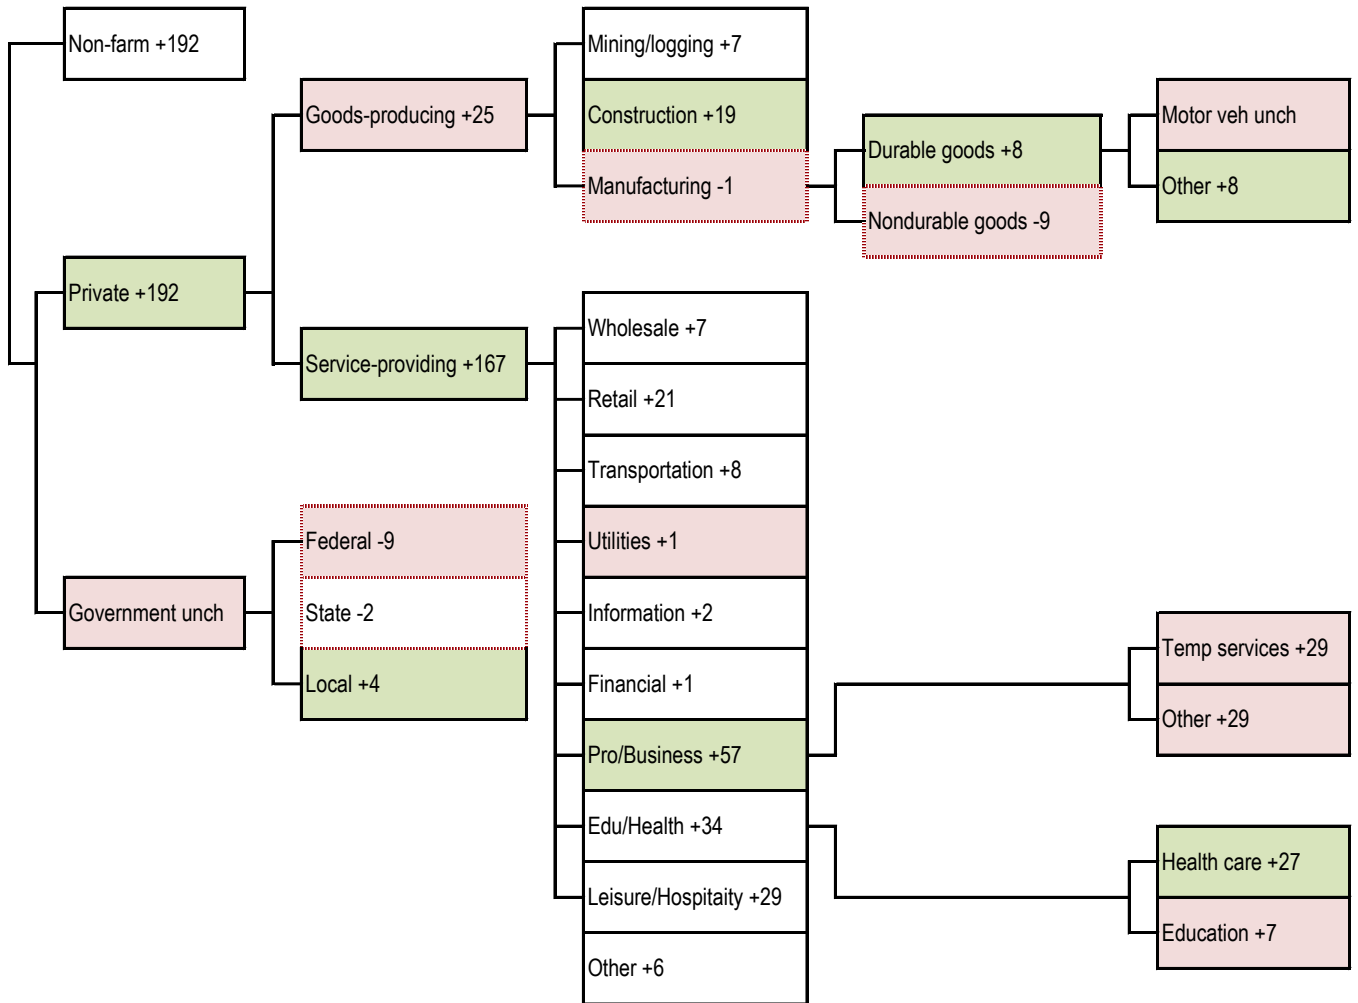 Non-farm +192
Private +192
Government unch
Goods-producing +25
Service-providing +167
Federal -9
State -2
Local +4
Mining/logging +7
Construction +19
Manufacturing -1
Wholesale +7
Retail +21
Transportation +8
Utilities +1
Information +2
Financial +1
Pro/Business +57
Edu/Health +34
Leisure/Hospitaity +29
Other +6
Durable goods +8
Nondurable goods -9
Motor veh unch
Other +8
Temp services +29
Other +29
Health care +27
Education +7